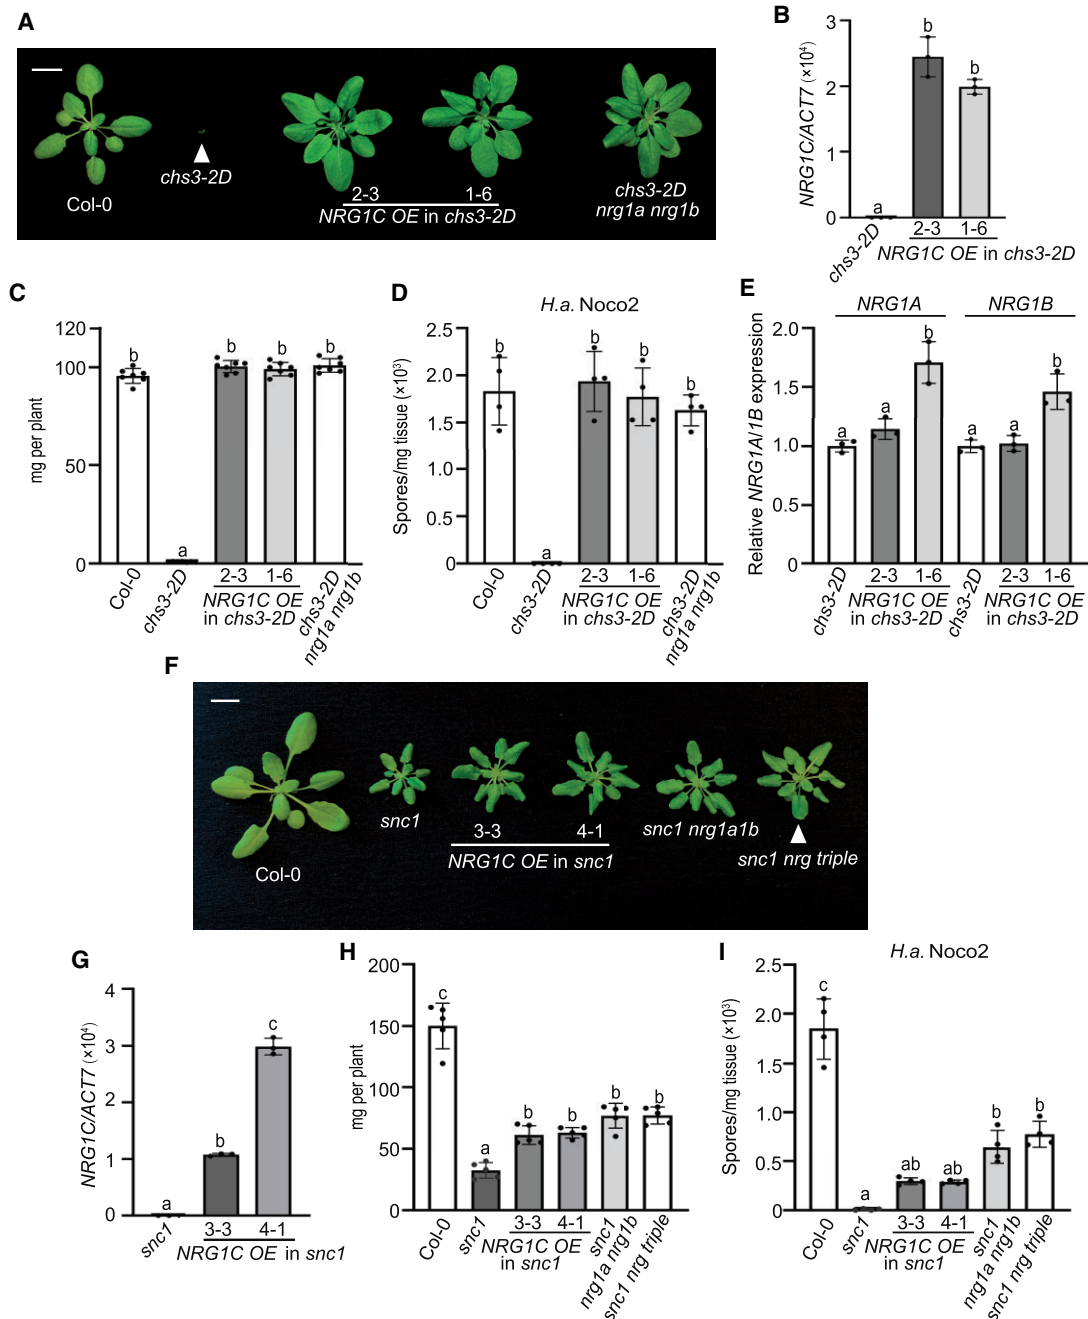 A
Col-0
chs3-2D
2-3
1-6
NRG1C OE in chs3-2D
chs3-2D
nrg1a nrg1b
B
NRG1C/ACT7 (×10⁴)
3
2
1
0
a
b
b
chs3-2D
2-3
1-6
NRG1C OE in chs3-2D
C
mg per plant
120
100
50
0
b
a
b
b
b
Col-0
chs3-2D
2-3
1-6
NRG1C OE
in chs3-2D
chs3-2D
nrg1a nrg1b
D
H.a. Noco2
Spores/mg tissue (×10³)
2.5
2.0
1.5
1.0
0.5
0
b
a
b
b
b
Col-0
chs3-2D
2-3
1-6
NRG1C OE
in chs3-2D
chs3-2D
nrg1a nrg1b
E
NRG1A
NRG1B
Relative NRG1A/1B expression
2.0
1.5
1.0
0.5
0
a
a
b
a
a
b
chs3-2D
2-3
1-6
NRG1C OE
in chs3-2D
chs3-2D
2-3
1-6
NRG1C OE
in chs3-2D
F
Col-0
snc1
3-3
4-1
NRG1C OE in snc1
snc1 nrg1a1b
snc1 nrg triple
G
NRG1C/ACT7 (×10⁴)
4
3
2
1
0
a
b
c
snc1
3-3
4-1
NRG1C OE in snc1
H
mg per plant
200
150
100
50
0
c
a
b
b
b
b
Col-0
snc1
3-3
4-1
NRG1C OE
in snc1
snc1
nrg1a nrg1b
snc1 nrg triple
I
H.a. Noco2
Spores/mg tissue (×10³)
2.5
2.0
1.5
1.0
0.5
0
c
a
ab
ab
b
b
Col-0
snc1
3-3
4-1
NRG1C OE
in snc1
snc1
nrg1a nrg1b
snc1 nrg triple